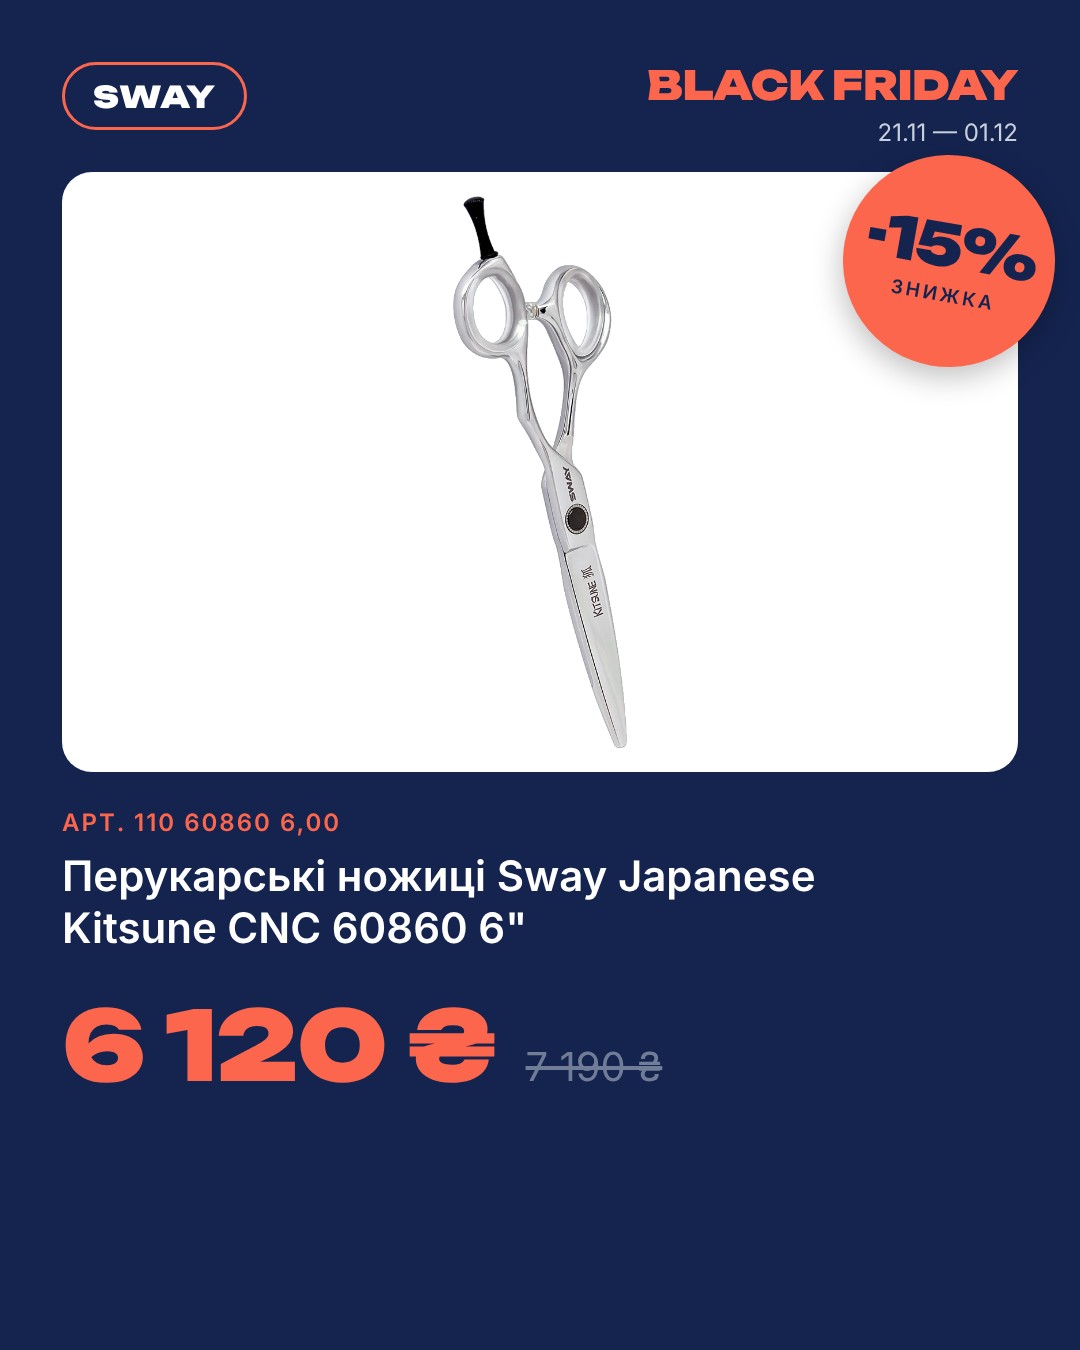 SWAY
BLACK FRIDAY
21.11 — 01.12
-15%
ЗНИЖКА
SWAY
KITSUNE
АРТ. 110 60860 6,00
Перукарські ножиці Sway Japanese
Kitsune CNC 60860 6"
6 120 ₴
7 190 ₴